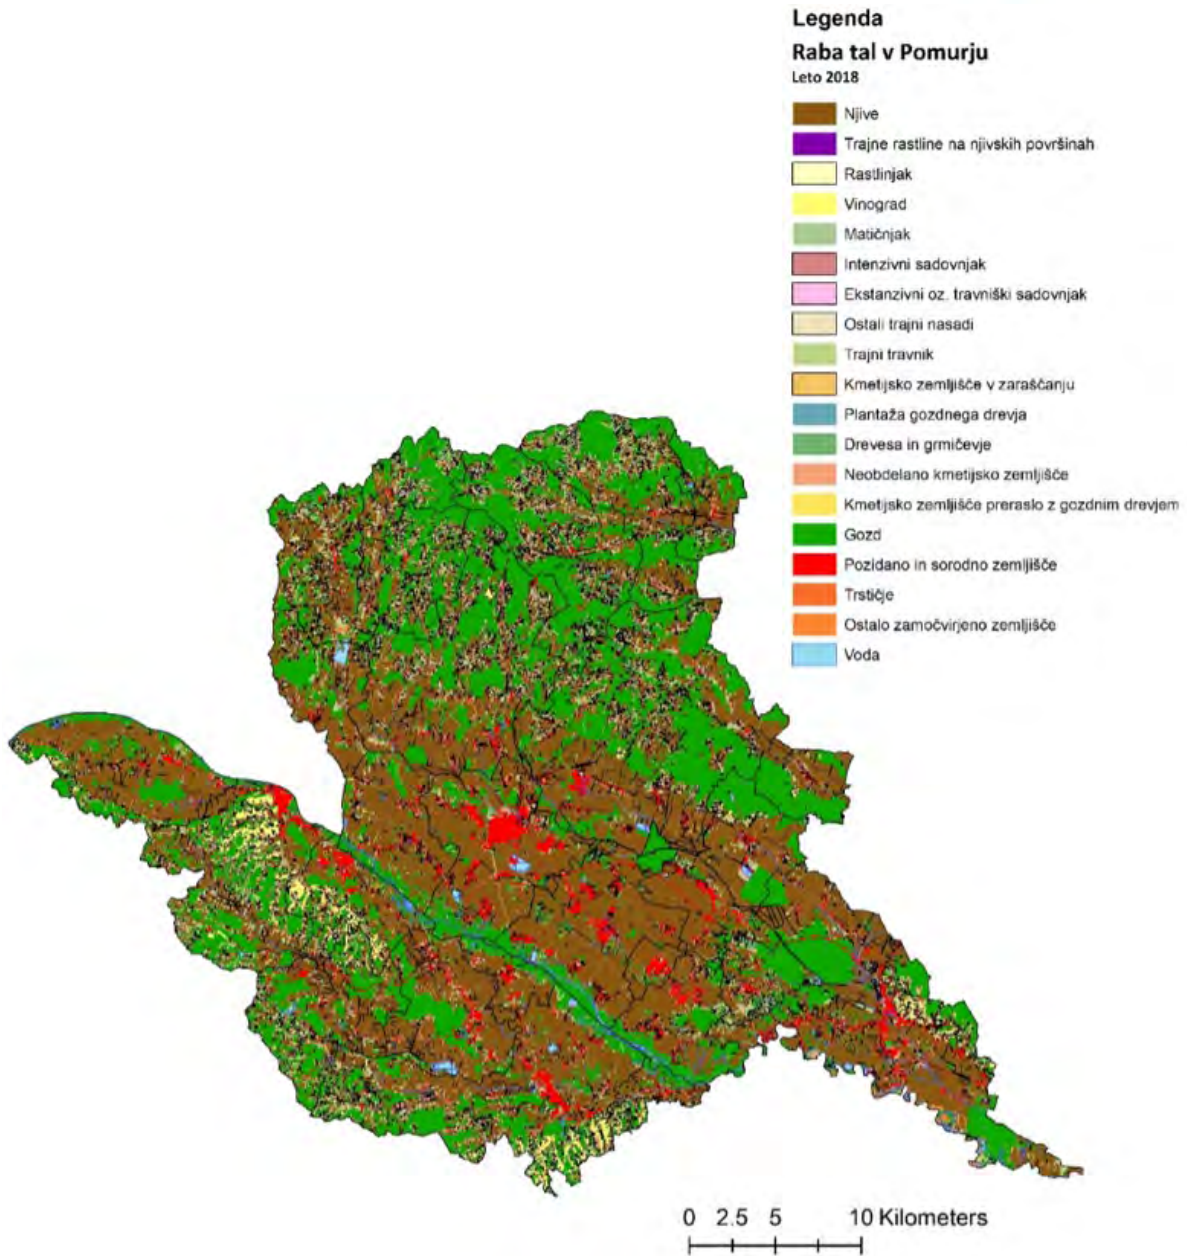 Legenda
Raba tal v Pomurju
Leto 2018
Njive
Trajne rastline na njivskih površinah
Rastlinjak
Vinograd
Matičnjak
Intenzivni sadovnjak
Ekstanzivni oz. travniški sadovnjak
Ostali trajni nasadi
Trajni travnik
Kmetijsko zemljišče v zaraščanju
Plantaža gozdnega drevja
Drevesa in grmičevje
Neobdelano kmetijsko zemljišče
Kmetijsko zemljišče preraslo z gozdnim drevjem
Gozd
Pozidano in sorodno zemljišče
Trstičje
Ostalo zamočvirjeno zemljišče
Voda
0 2.5 5 10 Kilometers